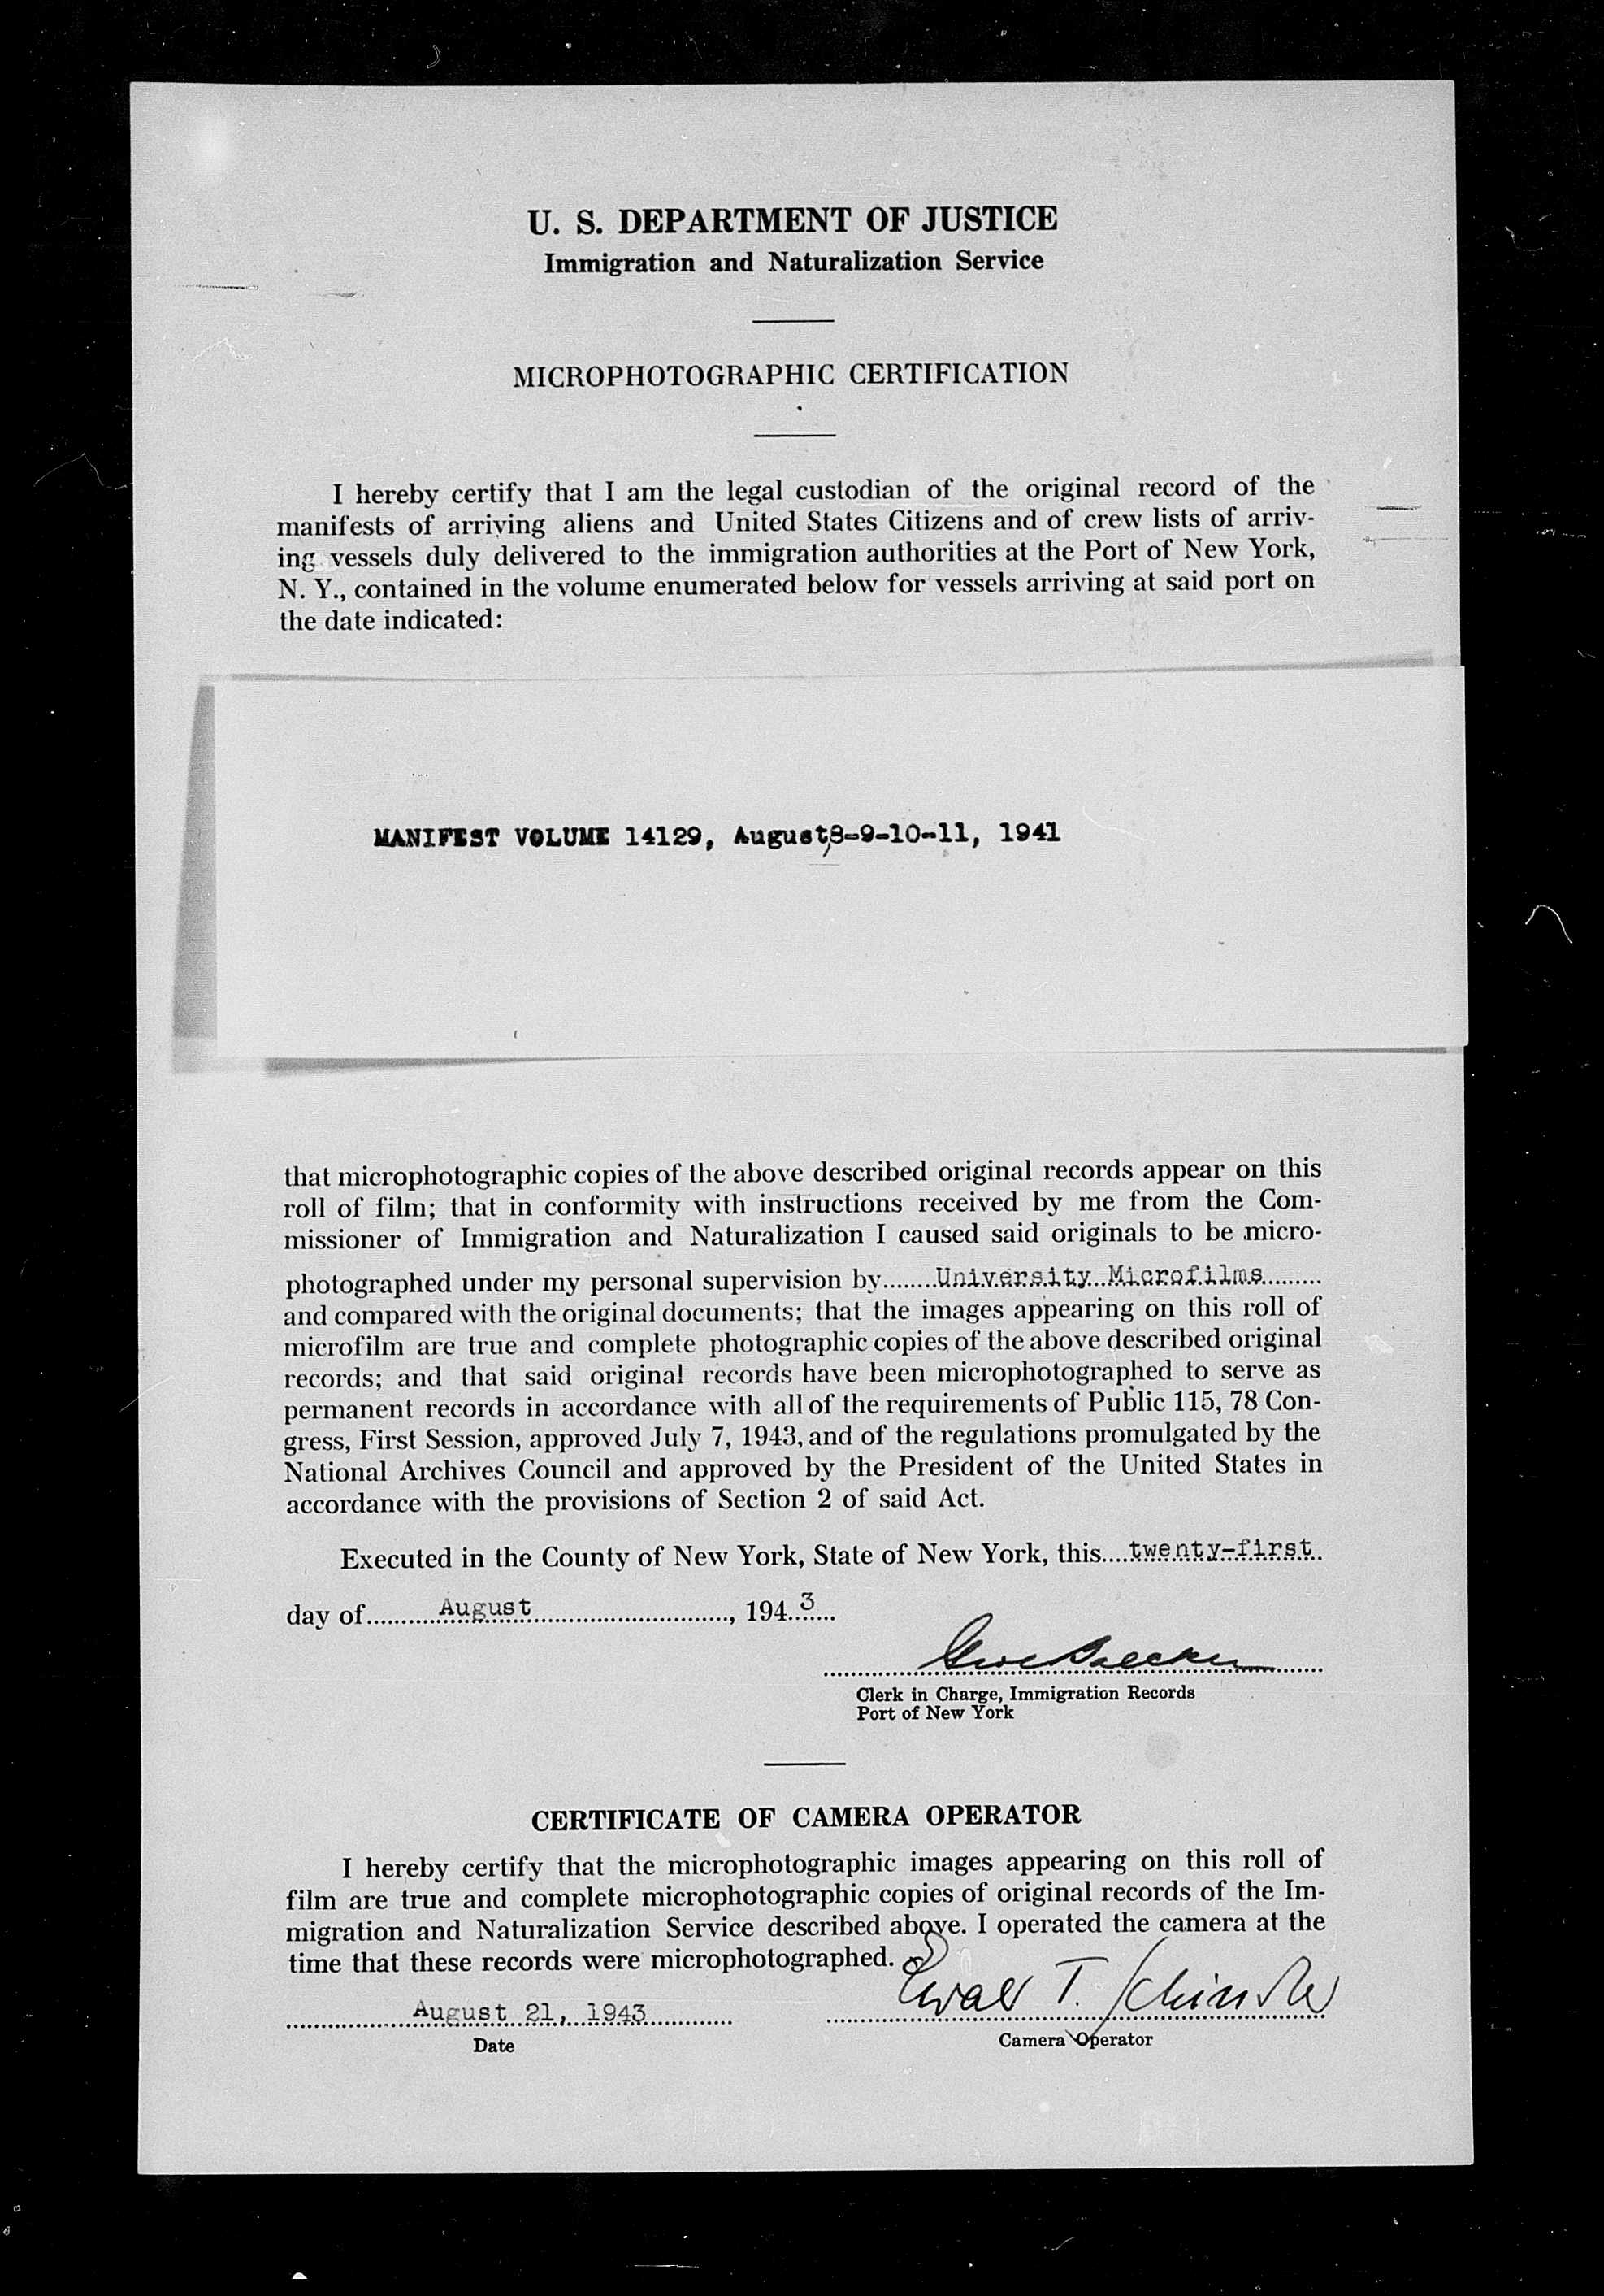 U. S. DEPARTMENT OF JUSTICE
Immigration and Naturalization Service
MICROPHOTOGRAPHIC CERTIFICATION
I hereby certify that I am the legal custodian of the original record of the
manifests of arriving aliens and United States Citizens and of crew lists of arriv-
ing vessels duly delivered to the immigration authorities at the Port of New York,
N. Y., contained in the volume enumerated below for vessels arriving at said port on
the date indicated:
MANIFEST VOLUME 14129, August,8-9-10-11, 1941
that microphotographic copies of the above described original records appear on this
roll of film; that in conformity with instructions received by me from the Com-
missioner of Immigration and Naturalization I caused said originals to be micro-
photographed under my personal supervision by........University Microfilms.........
and compared with the original documents; that the images appearing on this roll of
microfilm are true and complete photographic copies of the above described original
records; and that said original records have been microphotographed to serve as
permanent records in accordance with all of the requirements of Public 115, 78 Con-
gress, First Session, approved July 7, 1943, and of the regulations promulgated by the
National Archives Council and approved by the President of the United States in
accordance with the provisions of Section 2 of said Act.
Executed in the County of New York, State of New York, this....twenty-first
day of............August............................, 194 3
Clerk in Charge, Immigration Records
Port of New York
CERTIFICATE OF CAMERA OPERATOR
I hereby certify that the microphotographic images appearing on this roll of
film are true and complete microphotographic copies of original records of the Im-
migration and Naturalization Service described above. I operated the camera at the
time that these records were microphotographed.
August 21, 1943
Date
Camera Operator